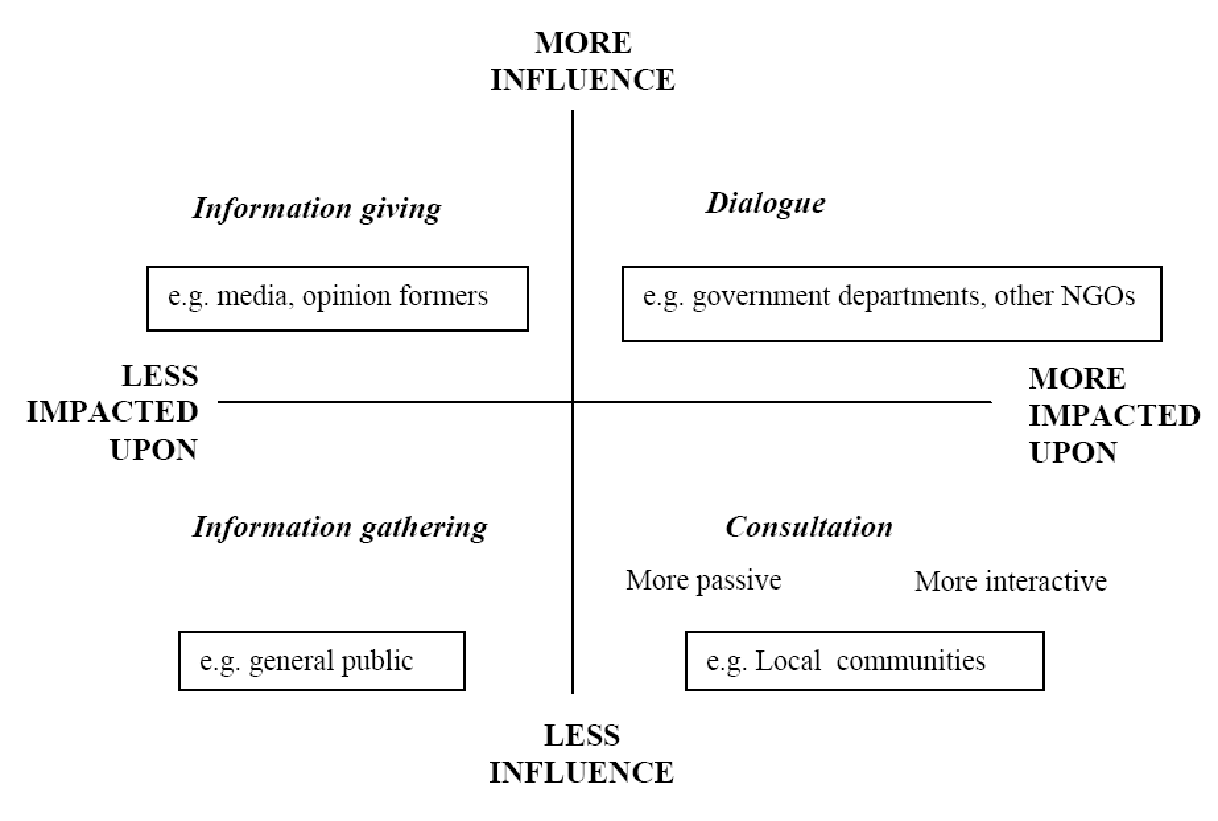 MORE
INFLUENCE
Information giving
Dialogue
e.g. media, opinion formers
e.g. government departments, other NGOs
LESS
IMPACTED
UPON
MORE
IMPACTED
UPON
Information gathering
Consultation
More passive
More interactive
e.g. general public
e.g. Local communities
LESS
INFLUENCE